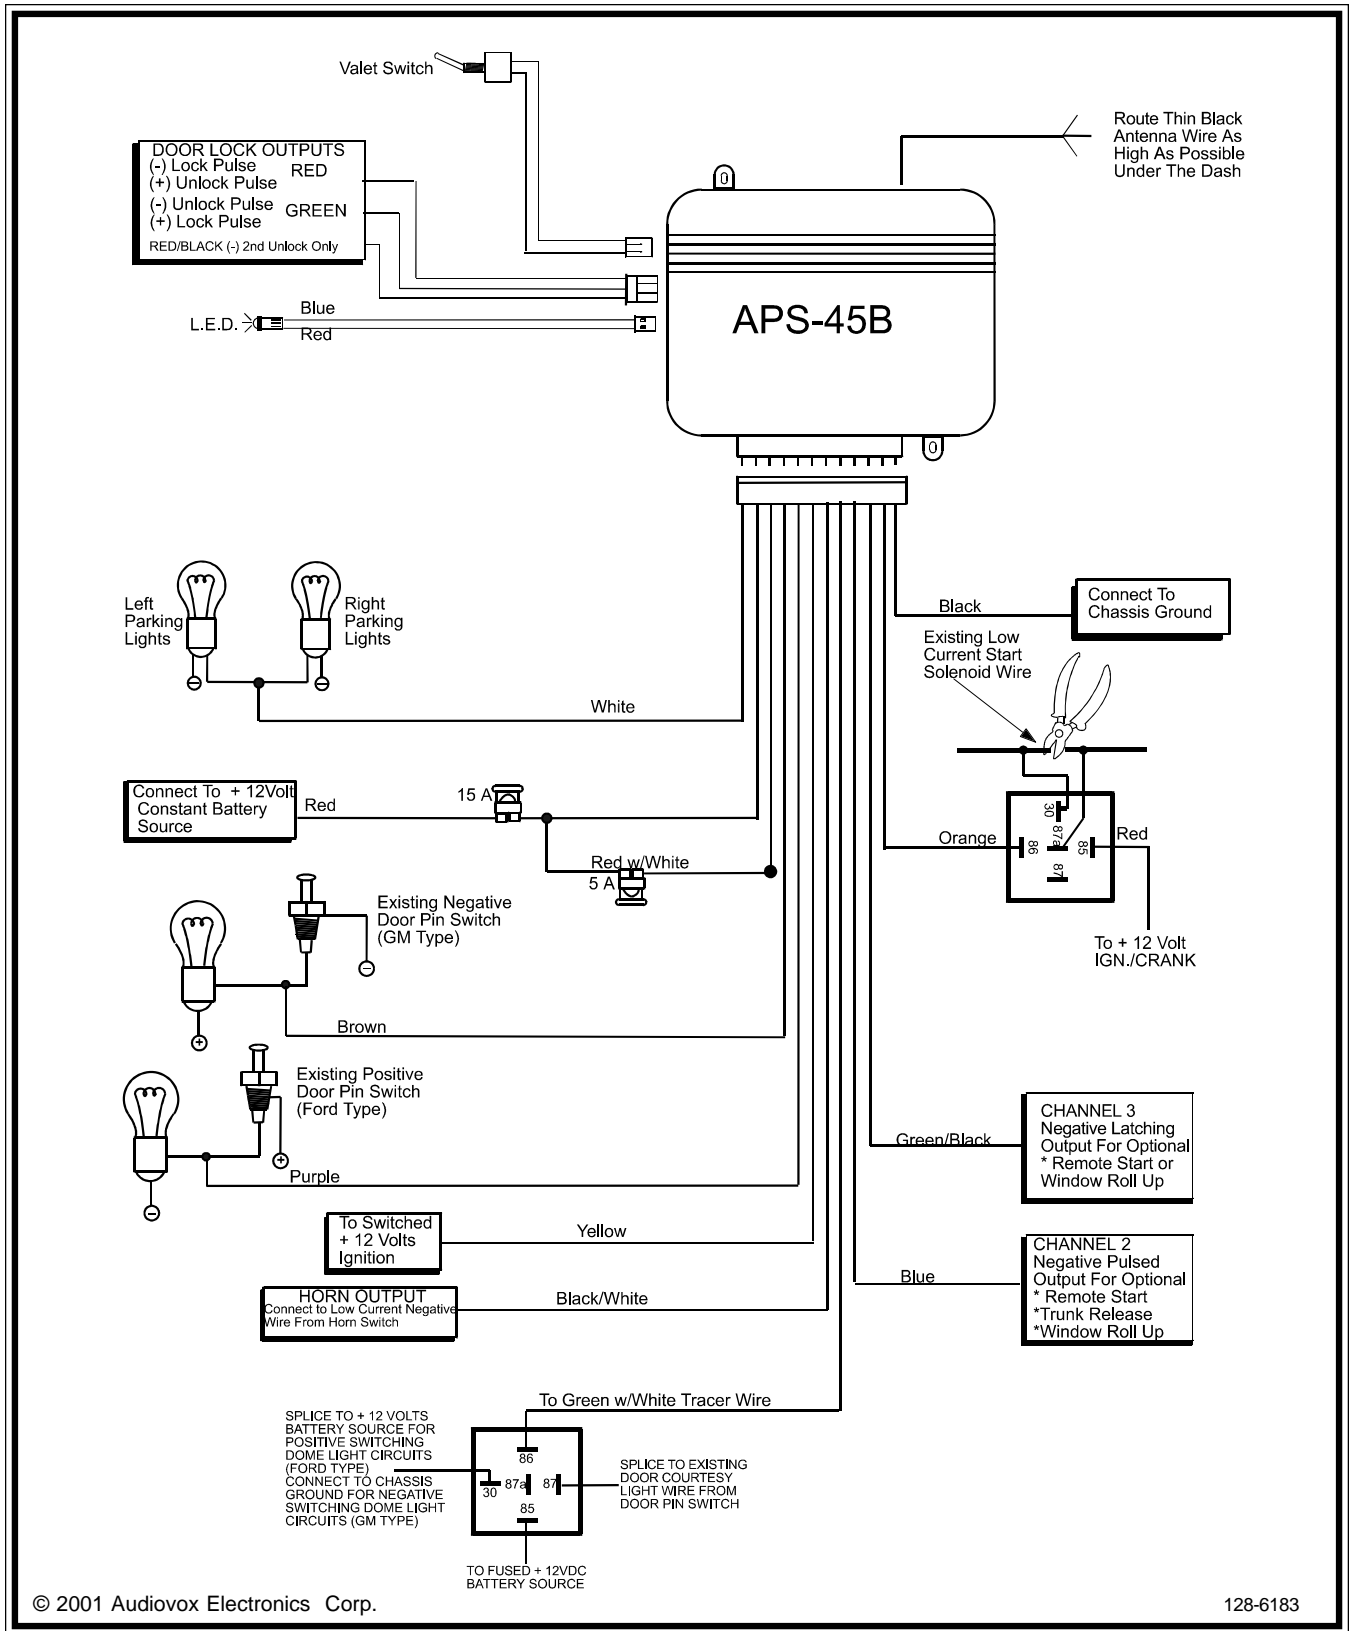 Valet Switch
Route Thin Black
Antenna Wire As
High As Possible
Under The Dash
DOOR LOCK OUTPUTS
(-) Lock Pulse
(+) Unlock Pulse
RED
(-) Unlock Pulse
(+) Lock Pulse
GREEN
RED/BLACK (-) 2nd Unlock Only
L.E.D.
Blue
Red
APS-45B
Left
Parking
Lights
Right
Parking
Lights
White
Black
Connect To
Chassis Ground
Existing Low
Current Start
Solenoid Wire
Connect To + 12Volt
Constant Battery
Source
Red
15 A
Red w/White
5 A
Orange
30
87a
86
85
87
Red
To + 12 Volt
IGN./CRANK
Existing Negative
Door Pin Switch
(GM Type)
Brown
Existing Positive
Door Pin Switch
(Ford Type)
Purple
Green/Black
CHANNEL 3
Negative Latching
Output For Optional
* Remote Start or
Window Roll Up
To Switched
+ 12 Volts
Ignition
Yellow
HORN OUTPUT
Connect to Low Current Negative
Wire From Horn Switch
Black/White
Blue
CHANNEL 2
Negative Pulsed
Output For Optional
* Remote Start
*Trunk Release
*Window Roll Up
To Green w/White Tracer Wire
SPLICE TO + 12 VOLTS
BATTERY SOURCE FOR
POSITIVE SWITCHING
DOME LIGHT CIRCUITS
(FORD TYPE)
CONNECT TO CHASSIS
GROUND FOR NEGATIVE
SWITCHING DOME LIGHT
CIRCUITS (GM TYPE)
86
30
87a
87
85
SPLICE TO EXISTING
DOOR COURTESY
LIGHT WIRE FROM
DOOR PIN SWITCH
TO FUSED + 12VDC
BATTERY SOURCE
© 2001 Audiovox Electronics Corp.
128-6183